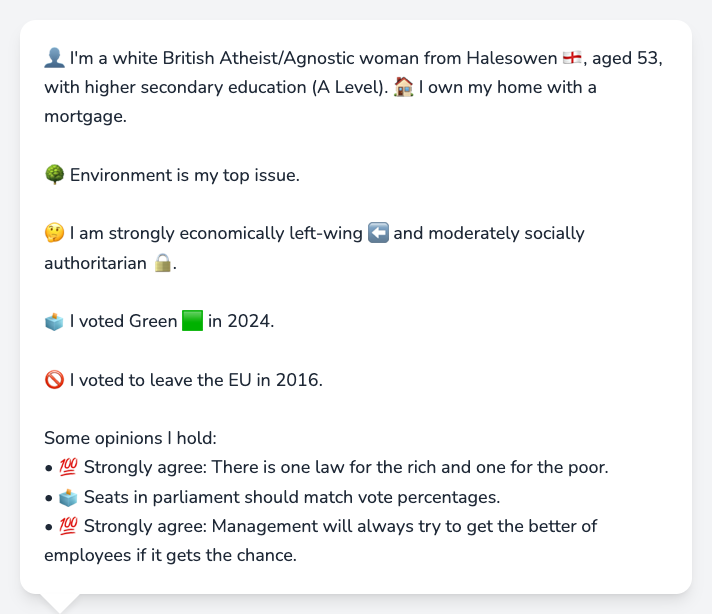 👤 I'm a white British Atheist/Agnostic woman from Halesowen 🏴󠁧󠁢󠁥󠁮󠁧󠁿, aged 53,
with higher secondary education (A Level). 🏠 I own my home with a
mortgage.
🌳 Environment is my top issue.
🤔 I am strongly economically left-wing ⬅️ and moderately socially
authoritarian 🔒.
🗳️ I voted Green 🟩 in 2024.
🚫 I voted to leave the EU in 2016.
Some opinions I hold:
• 💯 Strongly agree: There is one law for the rich and one for the poor.
• 🗳️ Seats in parliament should match vote percentages.
• 💯 Strongly agree: Management will always try to get the better of
employees if it gets the chance.